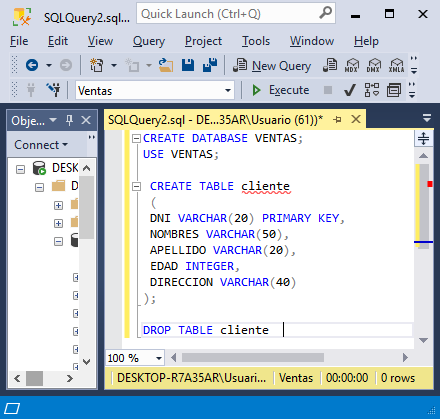 SQLQuery2.sql...
Quick Launch (Ctrl+Q)
File Edit View Query Project Tools
Window Help
New Query MDX DMX XMLA
Ventas Execute
Obje... SQLQuery2.sql - DE...35AR\Usuario (61))*
Connect
DESK
D
CREATE DATABASE VENTAS;
USE VENTAS;
CREATE TABLE cliente
(
DNI VARCHAR(20) PRIMARY KEY,
NOMBRES VARCHAR(50),
APELLIDO VARCHAR(20),
EDAD INTEGER,
DIRECCION VARCHAR(40)
);
DROP TABLE cliente
100 %
DESKTOP-R7A35AR\Usuari... Ventas 00:00:00 0 rows